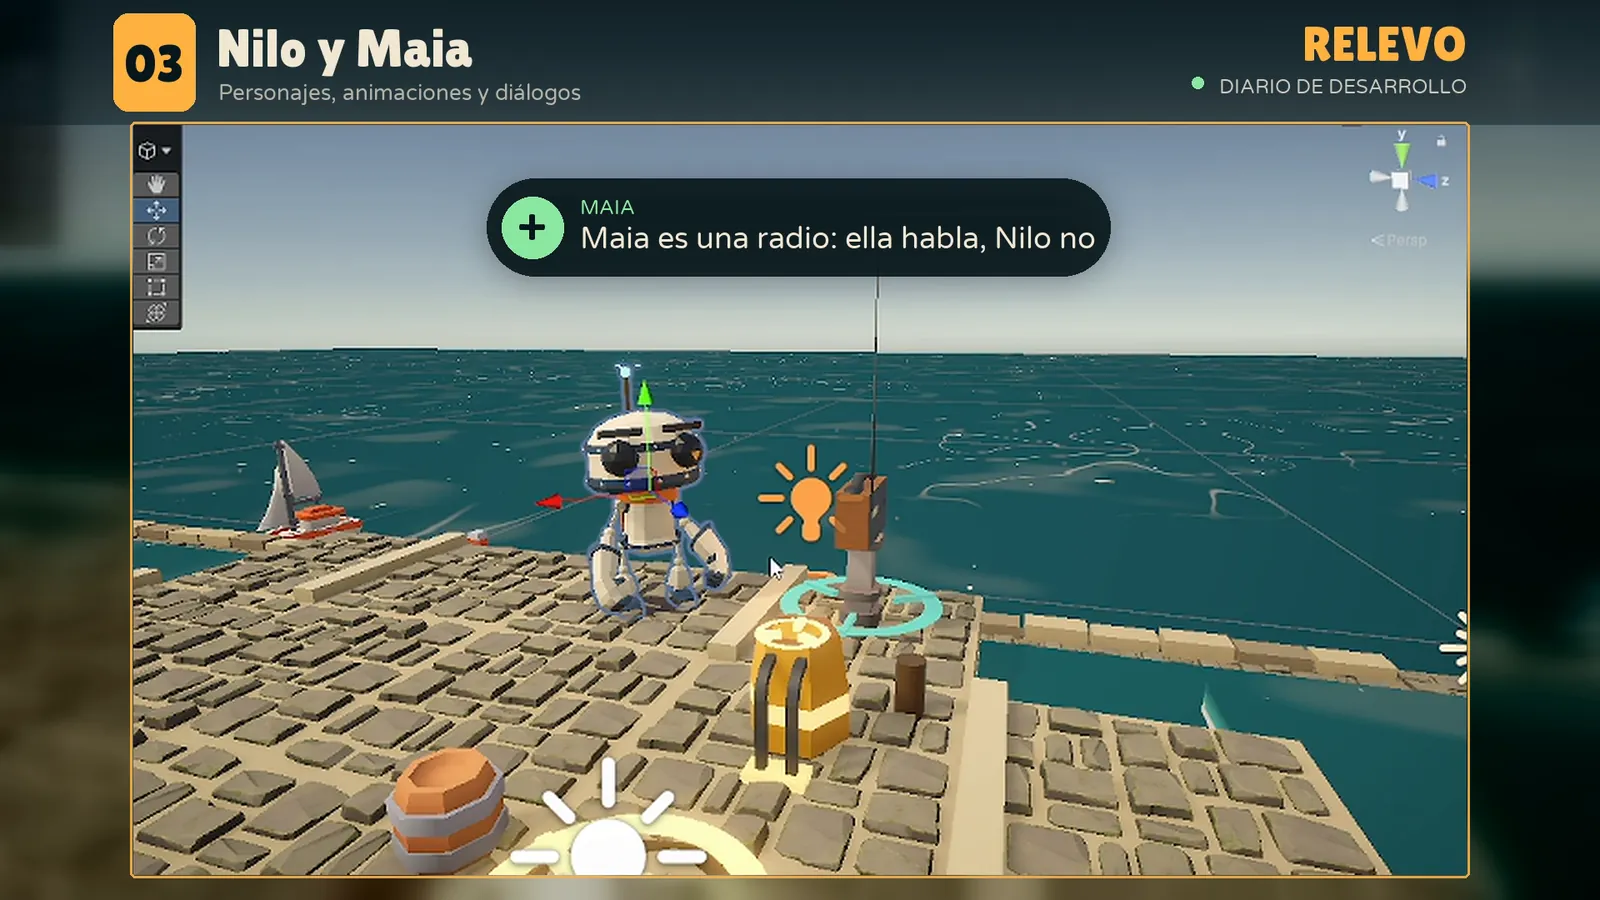 03
Nilo y Maia
Personajes, animaciones y diálogos
RELEVO
DIARIO DE DESARROLLO
MAIA
Maia es una radio: ella habla, Nilo no
y
z
Persp